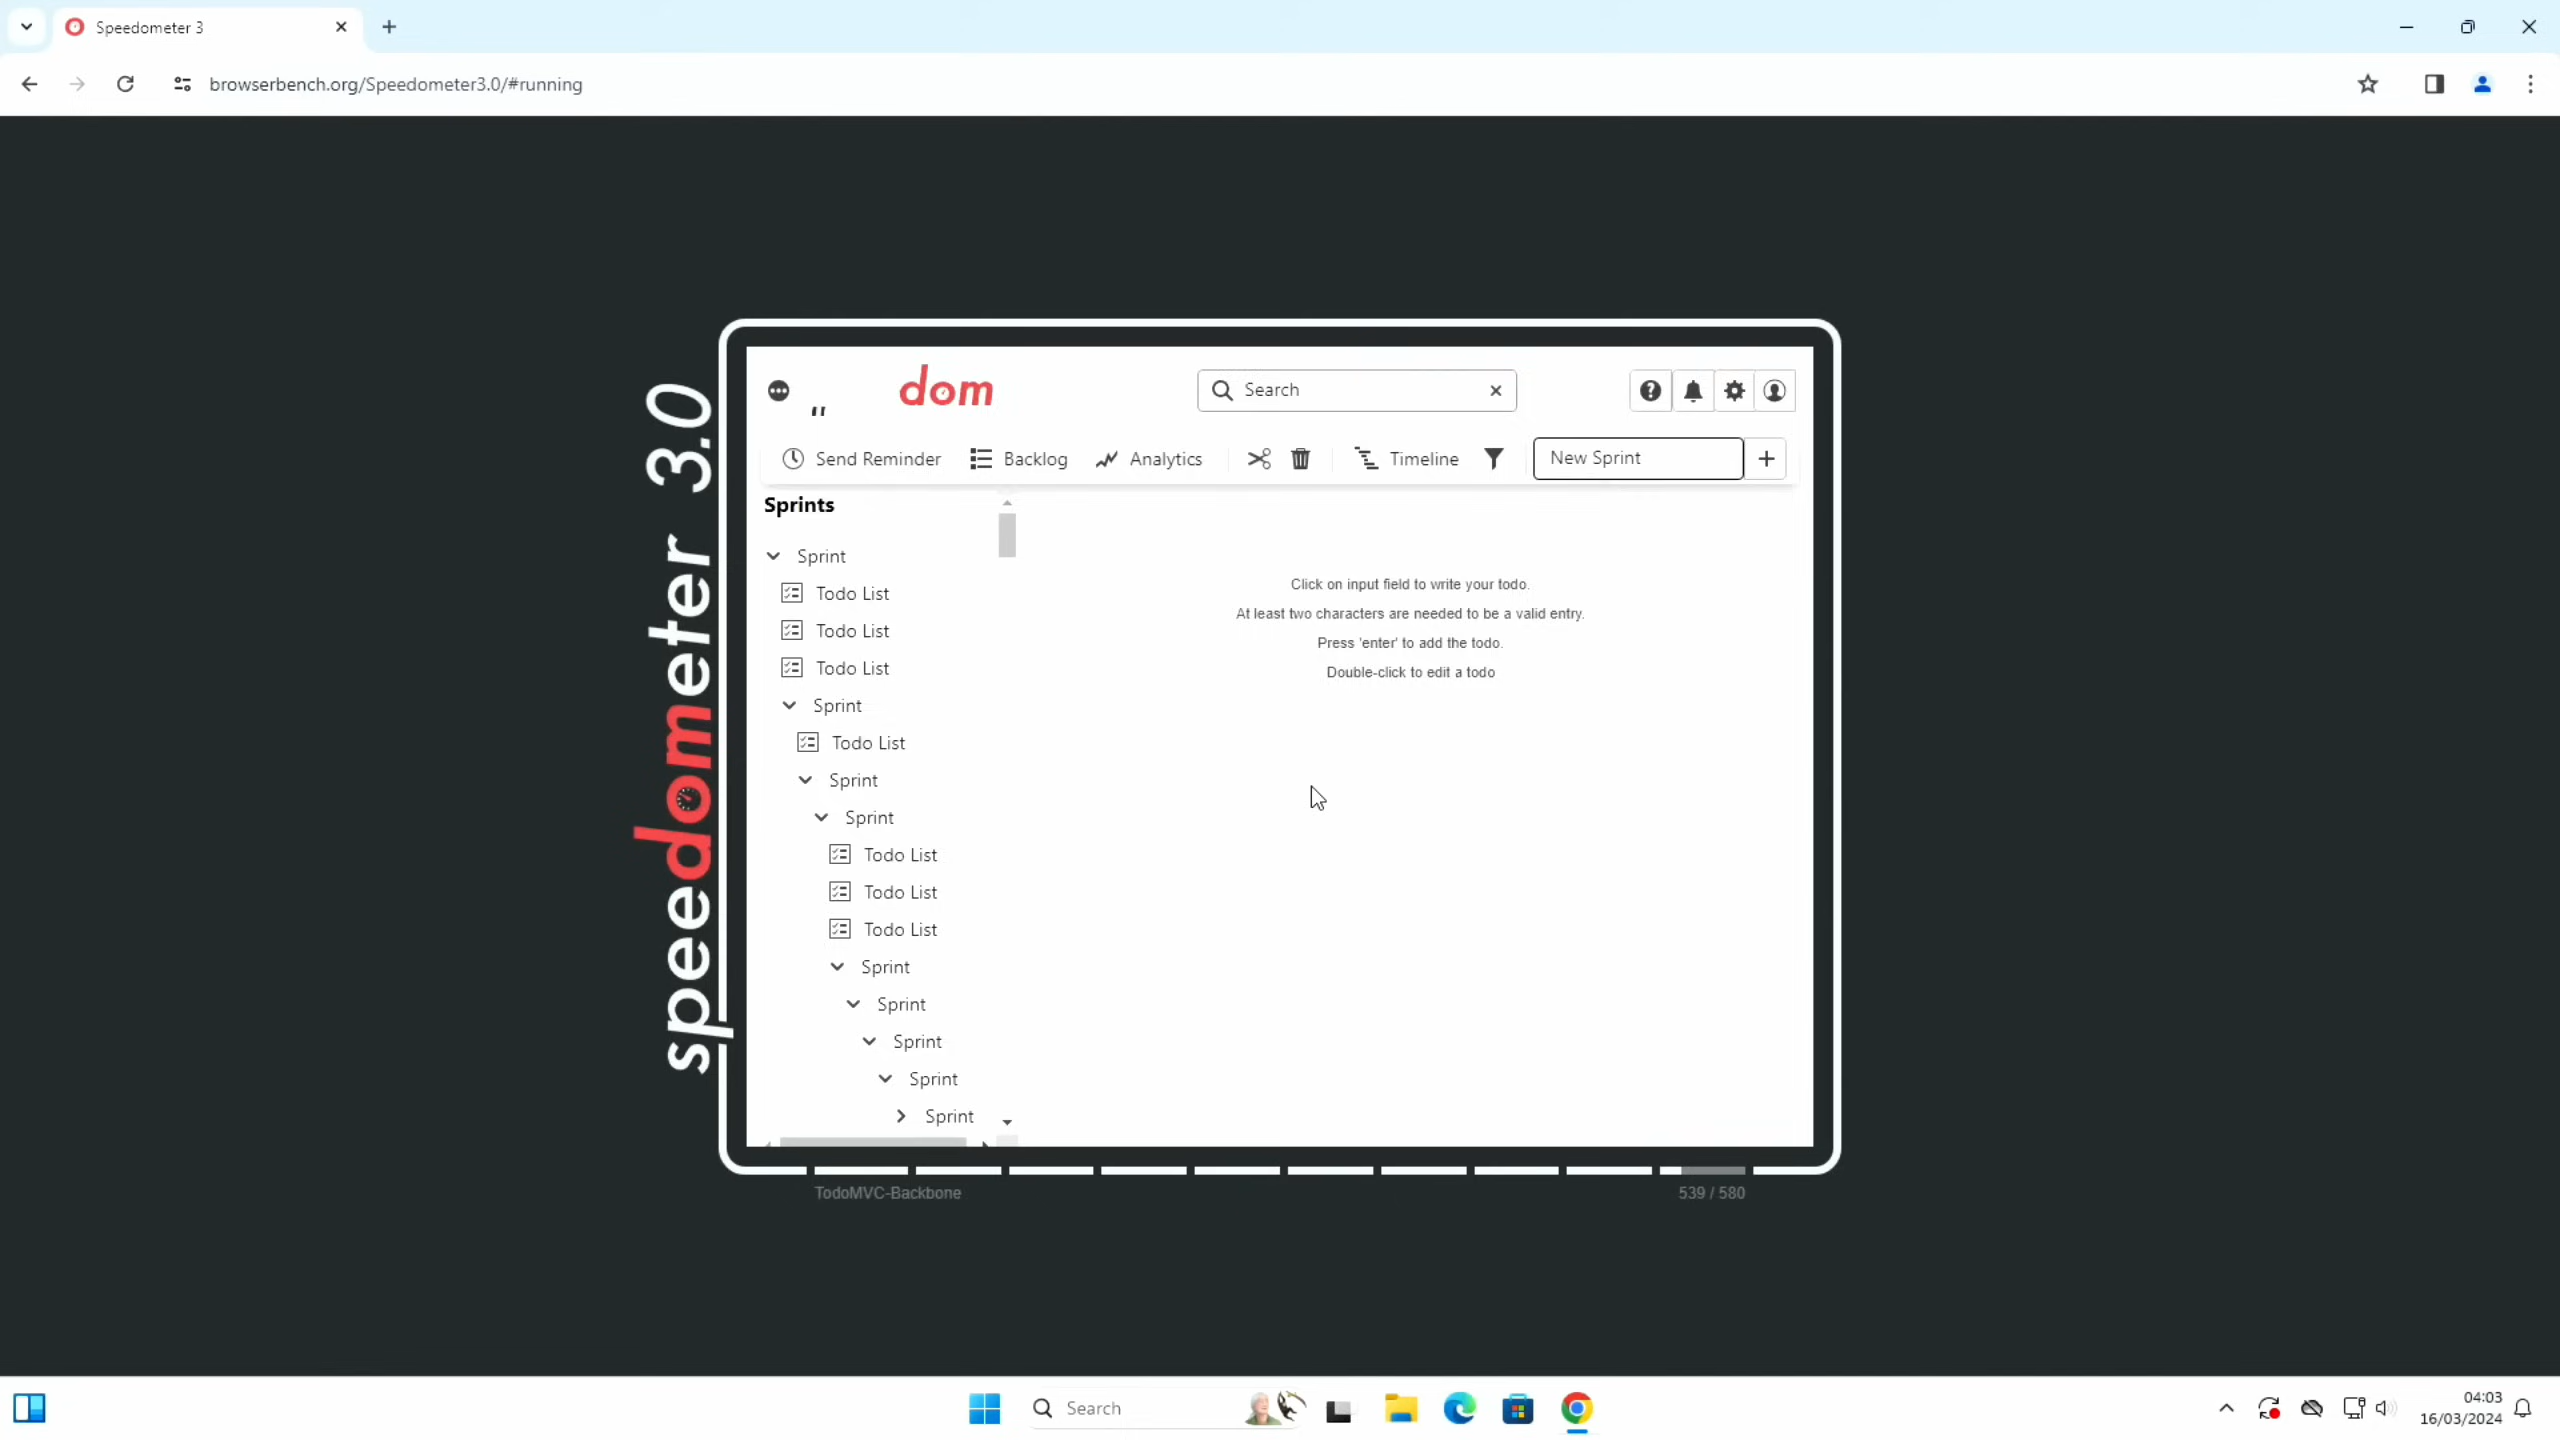 Speedometer 3
browserbench.org/Speedometer3.0/#running
speedometer 3.0
dom
Search
Send Reminder
Backlog
Analytics
Timeline
New Sprint
Sprints
Sprint
Todo List
Todo List
Todo List
Sprint
Todo List
Sprint
Sprint
Todo List
Todo List
Todo List
Sprint
Sprint
Sprint
Sprint
Sprint
Click on input field to write your todo.
At least two characters are needed to be a valid entry.
Press 'enter' to add the todo.
Double-click to edit a todo
TodoMVC-Backbone
539 / 580
Search
04:03
16/03/2024